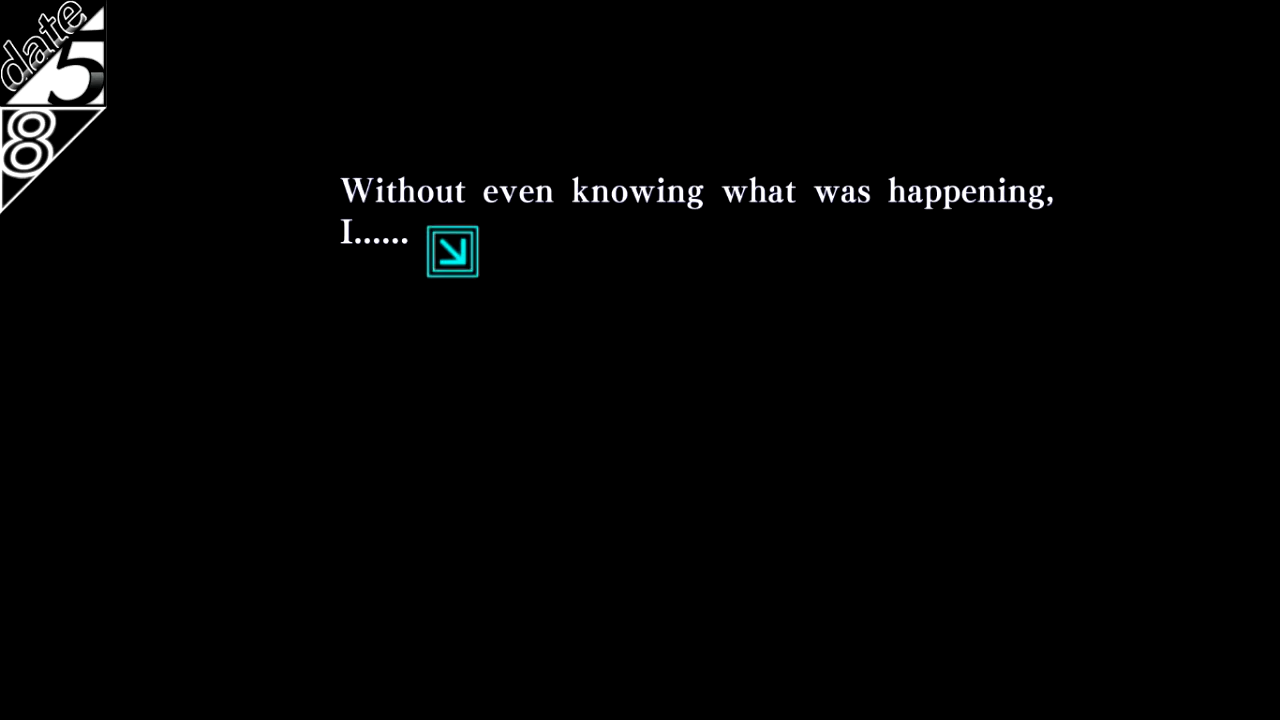 date
5
8
Without even knowing what was happening,
I......